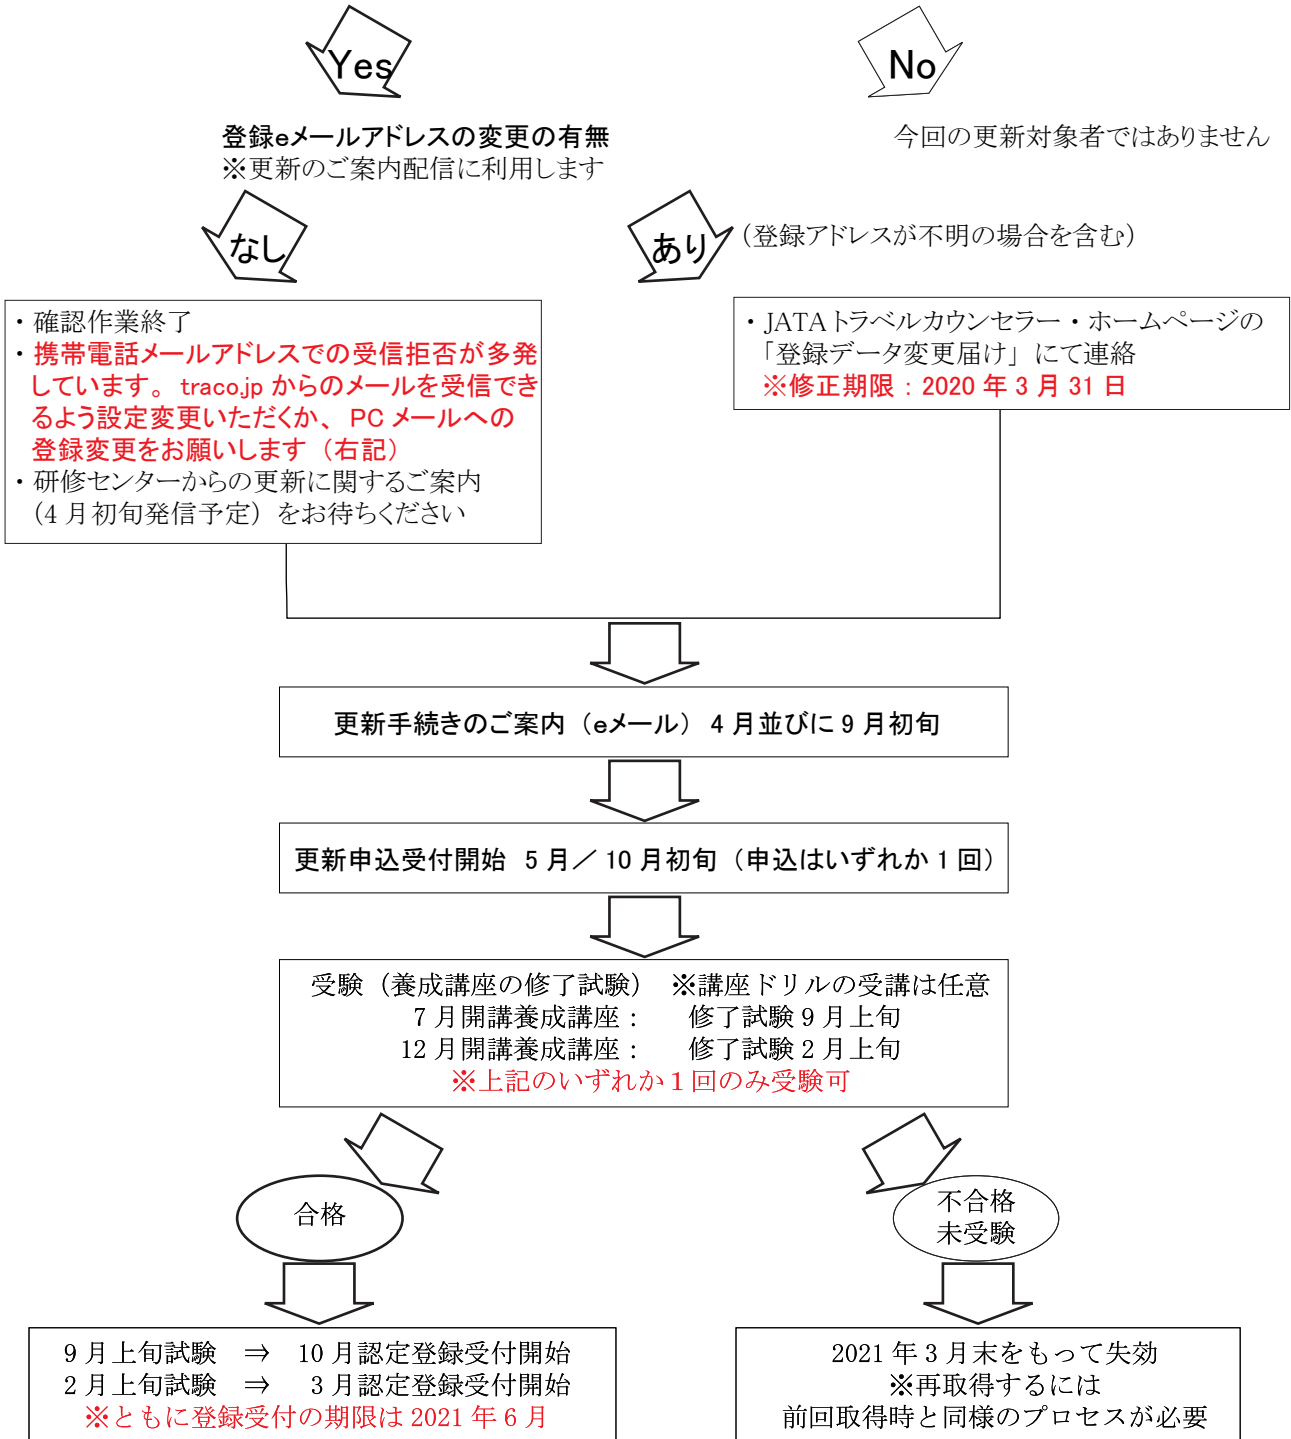 Yes
No
登録eメールアドレスの変更の有無
※更新のご案内配信に利用します
今回の更新対象者ではありません
なし
あり
（登録アドレスが不明の場合を含む）
・確認作業終了
・携帯電話メールアドレスでの受信拒否が多発
しています。traco.jp からのメールを受信でき
るよう設定変更いただくか、PC メールへの
登録変更をお願いします（右記）
・研修センターからの更新に関するご案内
（4 月初旬発信予定）をお待ちください
・JATAトラベルカウンセラー・ホームページの
「登録データ変更届け」にて連絡
※修正期限：2020 年 3 月 31 日
更新手続きのご案内（eメール） 4 月並びに 9 月初旬
更新申込受付開始 5 月／ 10 月初旬（申込はいずれか 1 回）
受験（養成講座の修了試験） ※講座ドリルの受講は任意
7 月開講養成講座： 修了試験 9 月上旬
12 月開講養成講座： 修了試験 2 月上旬
※上記のいずれか 1 回のみ受験可
合格
不合格
未受験
9 月上旬試験 ⇒ 10 月認定登録受付開始
2 月上旬試験 ⇒ 3 月認定登録受付開始
※ともに登録受付の期限は 2021 年 6 月
2021 年 3 月末をもって失効
※再取得するには
前回取得時と同様のプロセスが必要